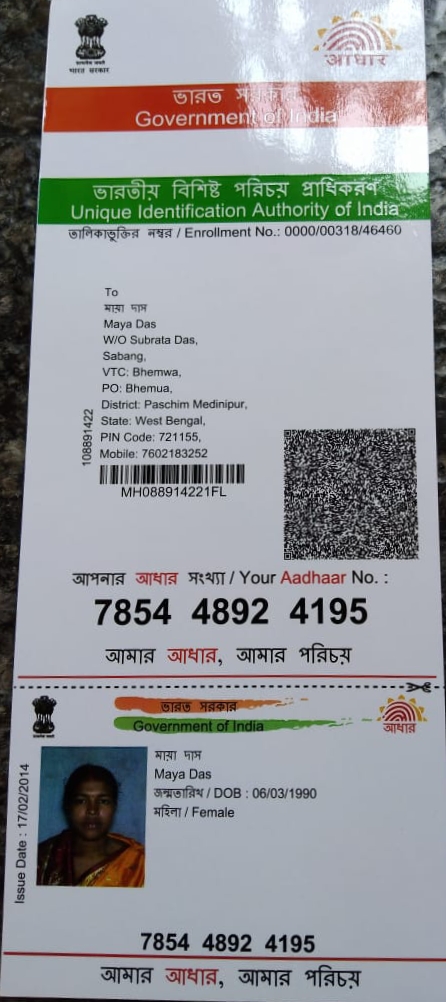 भारत सरकार
आधार
ভারত সরকার
Government of India
ভারতীয় বিশিষ্ট পরিচয় প্রাধিকরণ
Unique Identification Authority of India
তালিকাভুক্তির নম্বর / Enrollment No.: 0000/00318/46460
To
মায়া দাস
Maya Das
W/O Subrata Das,
Sabang,
VTC: Bhemwa,
PO: Bhemua,
District: Paschim Medinipur,
State: West Bengal,
PIN Code: 721155,
Mobile: 7602183252
108891422
MH088914221FL
আপনার আধার সংখ্যা / Your Aadhaar No. :
7854 4892 4195
আমার আধার, আমার পরিচয়
ভারত সরকার
Government of India
আধার
মায়া দাস
Maya Das
জন্মতারিখ / DOB : 06/03/1990
মহিলা / Female
Issue Date : 17/02/2014
7854 4892 4195
আমার আধার, আমার পরিচয়